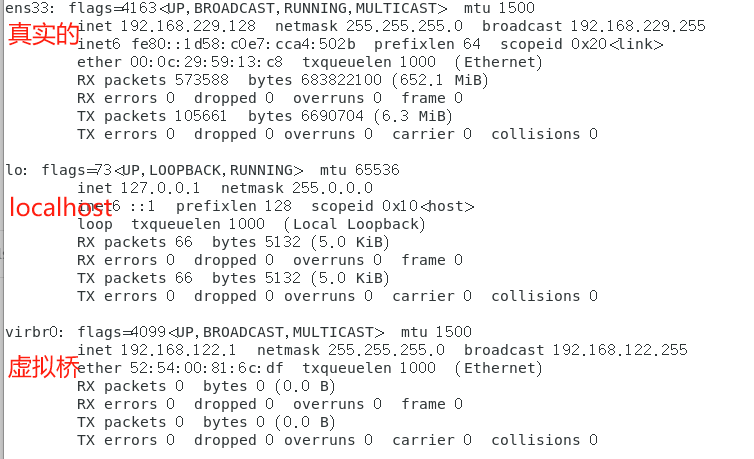 ens33: flags=4163<UP,BROADCAST,RUNNING,MULTICAST>  mtu 1500
inet 192.168.229.128  netmask 255.255.255.0  broadcast 192.168.229.255
真实的
inet6 fe80::1d58:c0e7:cca4:502b  prefixlen 64  scopeid 0x20<link>
ether 00:0c:29:59:13:c8  txqueuelen 1000  (Ethernet)
RX packets 573588  bytes 683822100 (652.1 MiB)
RX errors 0  dropped 0  overruns 0  frame 0
TX packets 105661  bytes 6690704 (6.3 MiB)
TX errors 0  dropped 0 overruns 0  carrier 0  collisions 0
lo: flags=73<UP,LOOPBACK,RUNNING>  mtu 65536
inet 127.0.0.1  netmask 255.0.0.0
localhost
inet6 ::1  prefixlen 128  scopeid 0x10<host>
loop  txqueuelen 1000  (Local Loopback)
RX packets 66  bytes 5132 (5.0 KiB)
RX errors 0  dropped 0  overruns 0  frame 0
TX packets 66  bytes 5132 (5.0 KiB)
TX errors 0  dropped 0 overruns 0  carrier 0  collisions 0
virbr0: flags=4099<UP,BROADCAST,MULTICAST>  mtu 1500
inet 192.168.122.1  netmask 255.255.255.0  broadcast 192.168.122.255
虚拟桥
ether 52:54:00:81:6c:df  txqueuelen 1000  (Ethernet)
RX packets 0  bytes 0 (0.0 B)
RX errors 0  dropped 0  overruns 0  frame 0
TX packets 0  bytes 0 (0.0 B)
TX errors 0  dropped 0 overruns 0  carrier 0  collisions 0